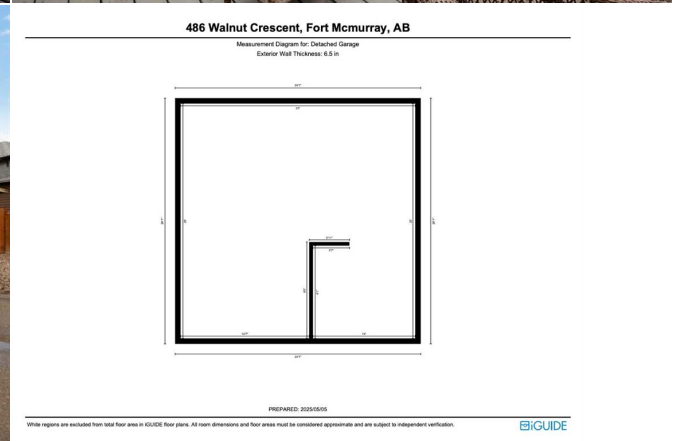 486 Walnut Crescent, Fort Mcmurray, AB
Measurement Diagram for: Detached Garage
Exterior Wall Thickness: 6.5 in
PREPARED: 2025/05/05
White regions are excluded from total floor area in iGUIDE floor plans. All room dimensions and floor areas must be considered approximate and are subject to independent verification.
iGUIDE